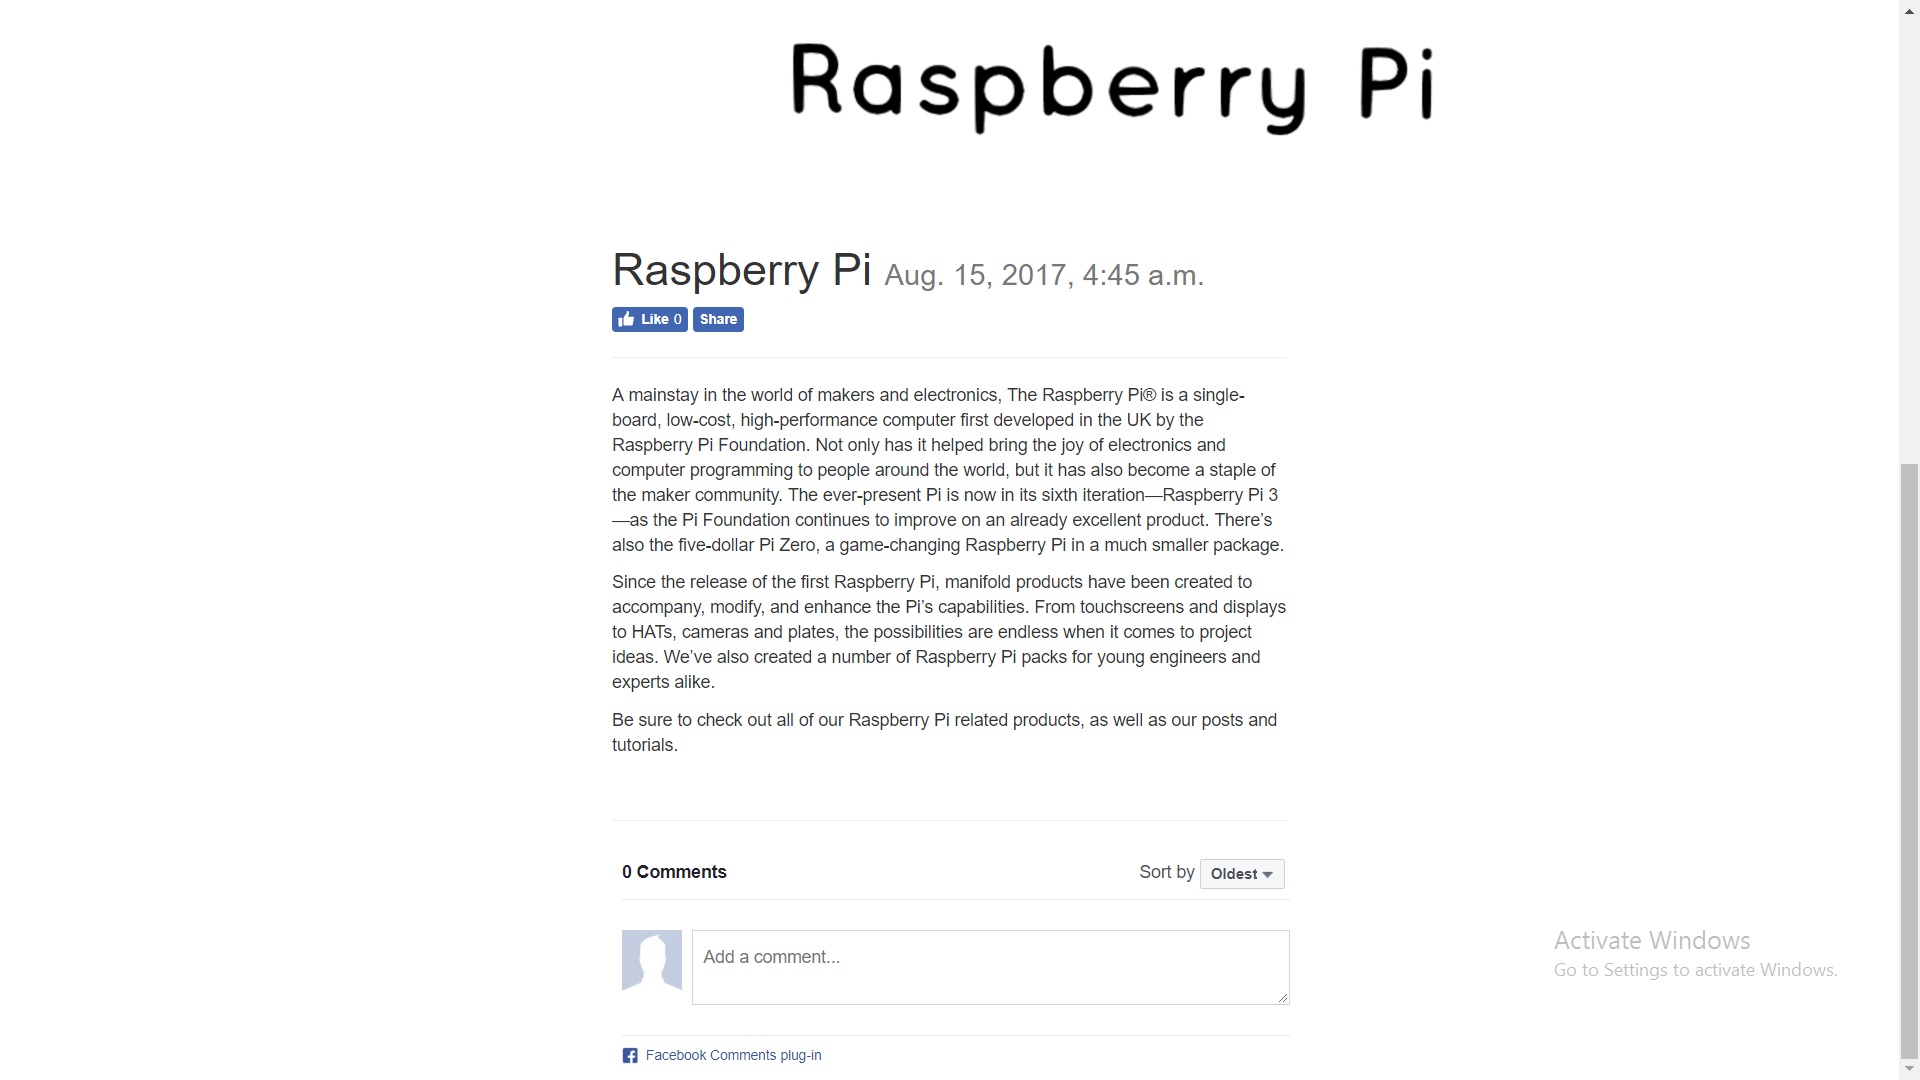 Raspberry Pi
Raspberry Pi Aug. 15, 2017, 4:45 a.m.
Like 0 Share
A mainstay in the world of makers and electronics, The Raspberry Pi® is a single-
board, low-cost, high-performance computer first developed in the UK by the
Raspberry Pi Foundation. Not only has it helped bring the joy of electronics and
computer programming to people around the world, but it has also become a staple of
the maker community. The ever-present Pi is now in its sixth iteration—Raspberry Pi 3
—as the Pi Foundation continues to improve on an already excellent product. There’s
also the five-dollar Pi Zero, a game-changing Raspberry Pi in a much smaller package.
Since the release of the first Raspberry Pi, manifold products have been created to
accompany, modify, and enhance the Pi’s capabilities. From touchscreens and displays
to HATs, cameras and plates, the possibilities are endless when it comes to project
ideas. We’ve also created a number of Raspberry Pi packs for young engineers and
experts alike.
Be sure to check out all of our Raspberry Pi related products, as well as our posts and
tutorials.
0 Comments
Sort by Oldest
Add a comment...
Facebook Comments plug-in
Activate Windows
Go to Settings to activate Windows.